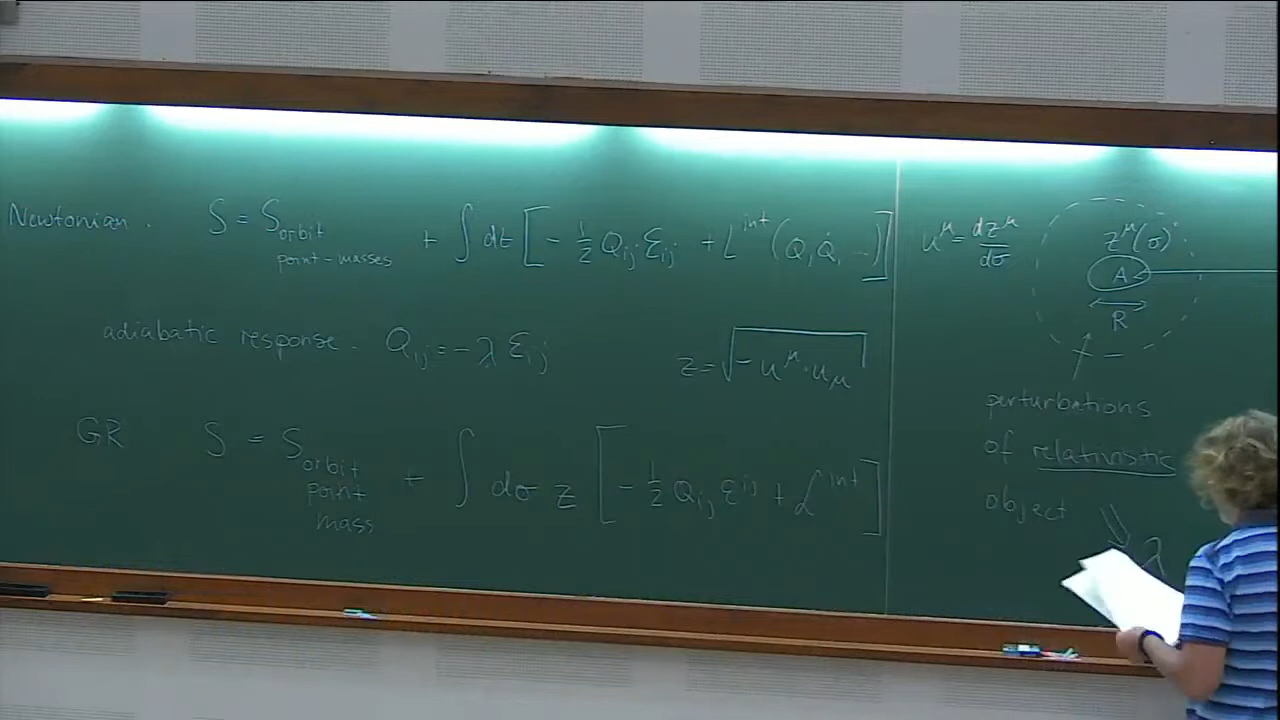 Newtonian. S = S_orbit point-masses + ∫ dt [ - 1/2 Q_ij ℰ_ij + L^int (Q, Q̇, ...) ]
adiabatic response. Q_ij = - λ ℰ_ij
z = √(-u^μ · u_μ)
GR S = S_orbit point mass + ∫ dσ z [ - 1/2 Q_ij ℰ^ij + ℒ^int ]
u^μ = dz^μ/dσ
z^μ(σ)
A
R
perturbations
of relativistic
object
λ